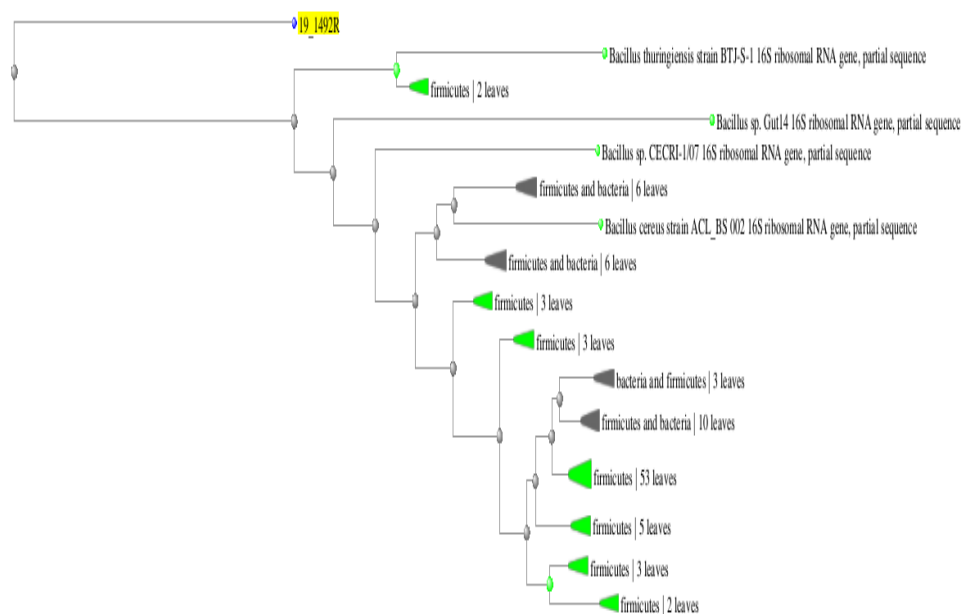 19_1492R
Bacillus thuringiensis strain BTJ-S-1 16S ribosomal RNA gene, partial sequence
firmicutes | 2 leaves
Bacillus sp. Gut14 16S ribosomal RNA gene, partial sequence
Bacillus sp. CECRI-1/07 16S ribosomal RNA gene, partial sequence
firmicutes and bacteria | 6 leaves
Bacillus cereus strain ACL_BS 002 16S ribosomal RNA gene, partial sequence
firmicutes and bacteria | 6 leaves
firmicutes | 3 leaves
firmicutes | 3 leaves
bacteria and firmicutes | 3 leaves
firmicutes and bacteria | 10 leaves
firmicutes | 53 leaves
firmicutes | 5 leaves
firmicutes | 3 leaves
firmicutes | 2 leaves